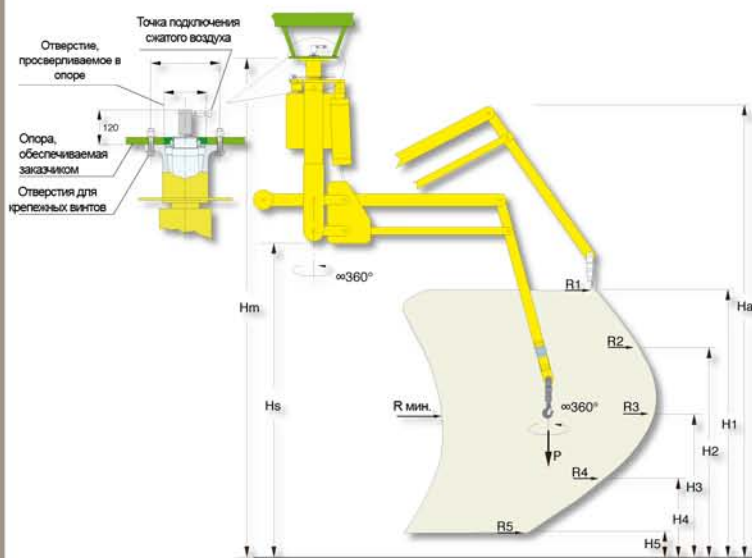 Точка подключения
сжатого воздуха
Отверстие,
просверливаемое в
опоре
120
Опора,
обеспечиваемая
заказчиком
Отверстия для
крепежных винтов
∞360°
Hm
Hs
R мин.
R1
R2
R3
R4
R5
∞360°
P
Ha
H1
H2
H3
H4
H5